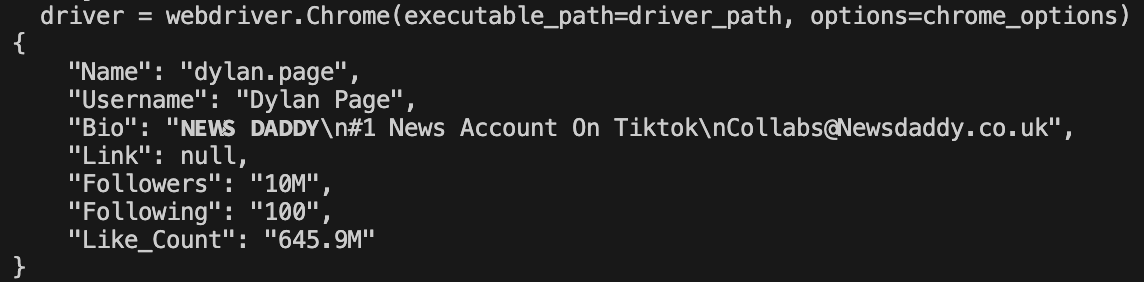 driver = webdriver.Chrome(executable_path=driver_path, options=chrome_options)
{
"Name": "dylan.page",
"Username": "Dylan Page",
"Bio": "𝗡𝗘𝗪𝗦 𝗗𝗔𝗗𝗗𝗬\n#1 News Account On Tiktok\nCollabs@Newsdaddy.co.uk",
"Link": null,
"Followers": "10M",
"Following": "100",
"Like_Count": "645.9M"
}